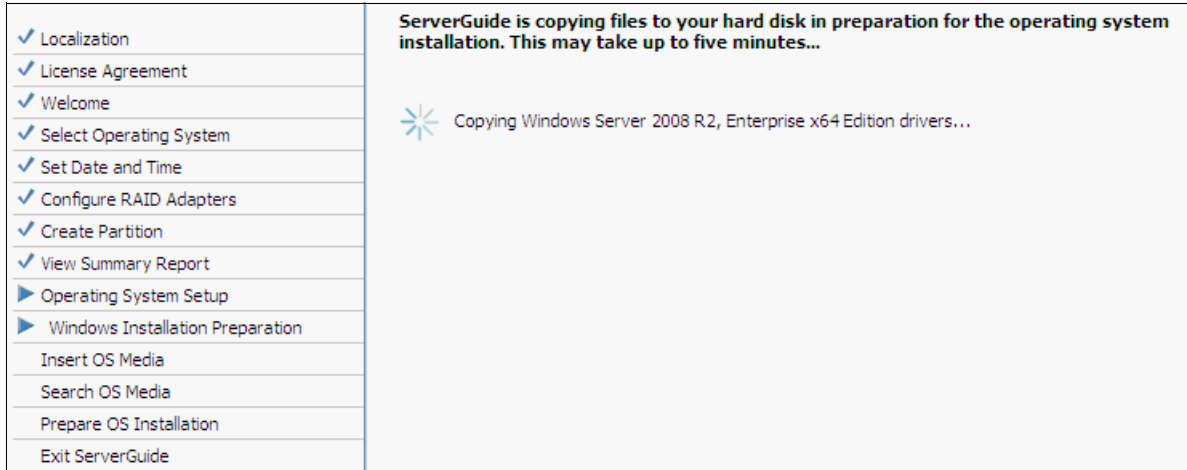 Localization
License Agreement
Welcome
Select Operating System
Set Date and Time
Configure RAID Adapters
Create Partition
View Summary Report
Operating System Setup
Windows Installation Preparation
Insert OS Media
Search OS Media
Prepare OS Installation
Exit ServerGuide
ServerGuide is copying files to your hard disk in preparation for the operating system
installation. This may take up to five minutes...
Copying Windows Server 2008 R2, Enterprise x64 Edition drivers...